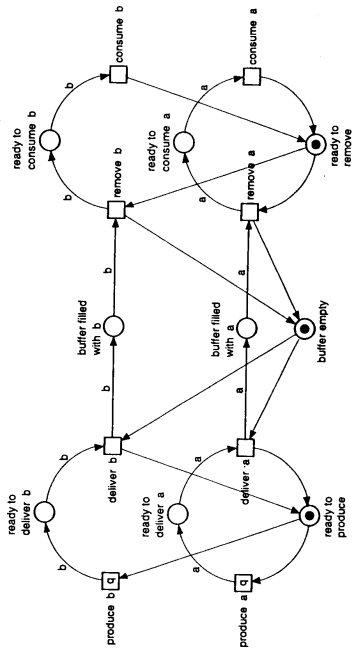 ready to
deliver b
ready to
consume b
b
b
b
b
buffer filled
with b
produce b
q
deliver b
b
b
remove b
consume b
ready to
deliver a
ready to
consume a
a
a
a
a
buffer filled
with a
produce a
q
deliver a
a
a
remove a
consume a
ready to
produce
buffer empty
ready to
remove